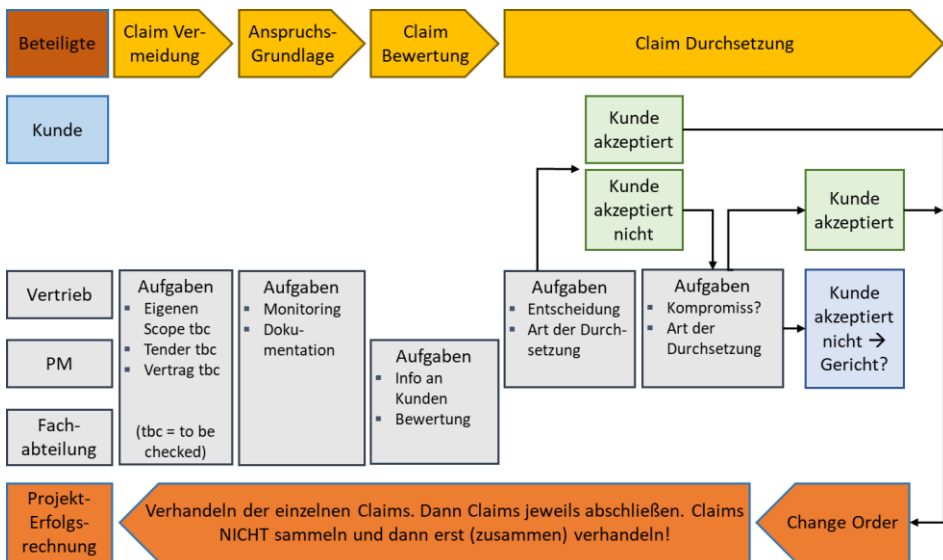 Beteiligte
Claim Ver-
meidung
Anspruchs-
Grundlage
Claim
Bewertung
Claim Durchsetzung
Kunde
Kunde
akzeptiert
Kunde
akzeptiert
nicht
Kunde
akzeptiert
Vertrieb
PM
Fach-
abteilung
Aufgaben
▪ Eigenen
Scope tbc
▪ Tender tbc
▪ Vertrag tbc
(tbc = to be
checked)
Aufgaben
▪ Monitoring
▪ Doku-
mentation
Aufgaben
▪ Info an
Kunden
▪ Bewertung
Aufgaben
▪ Entscheidung
▪ Art der Durch-
setzung
Aufgaben
▪ Kompromiss?
▪ Art der
Durchsetzung
Kunde
akzeptiert
nicht →
Gericht?
Projekt-
Erfolgs-
rechnung
Verhandeln der einzelnen Claims. Dann Claims jeweils abschließen. Claims
NICHT sammeln und dann erst (zusammen) verhandeln!
Change Order